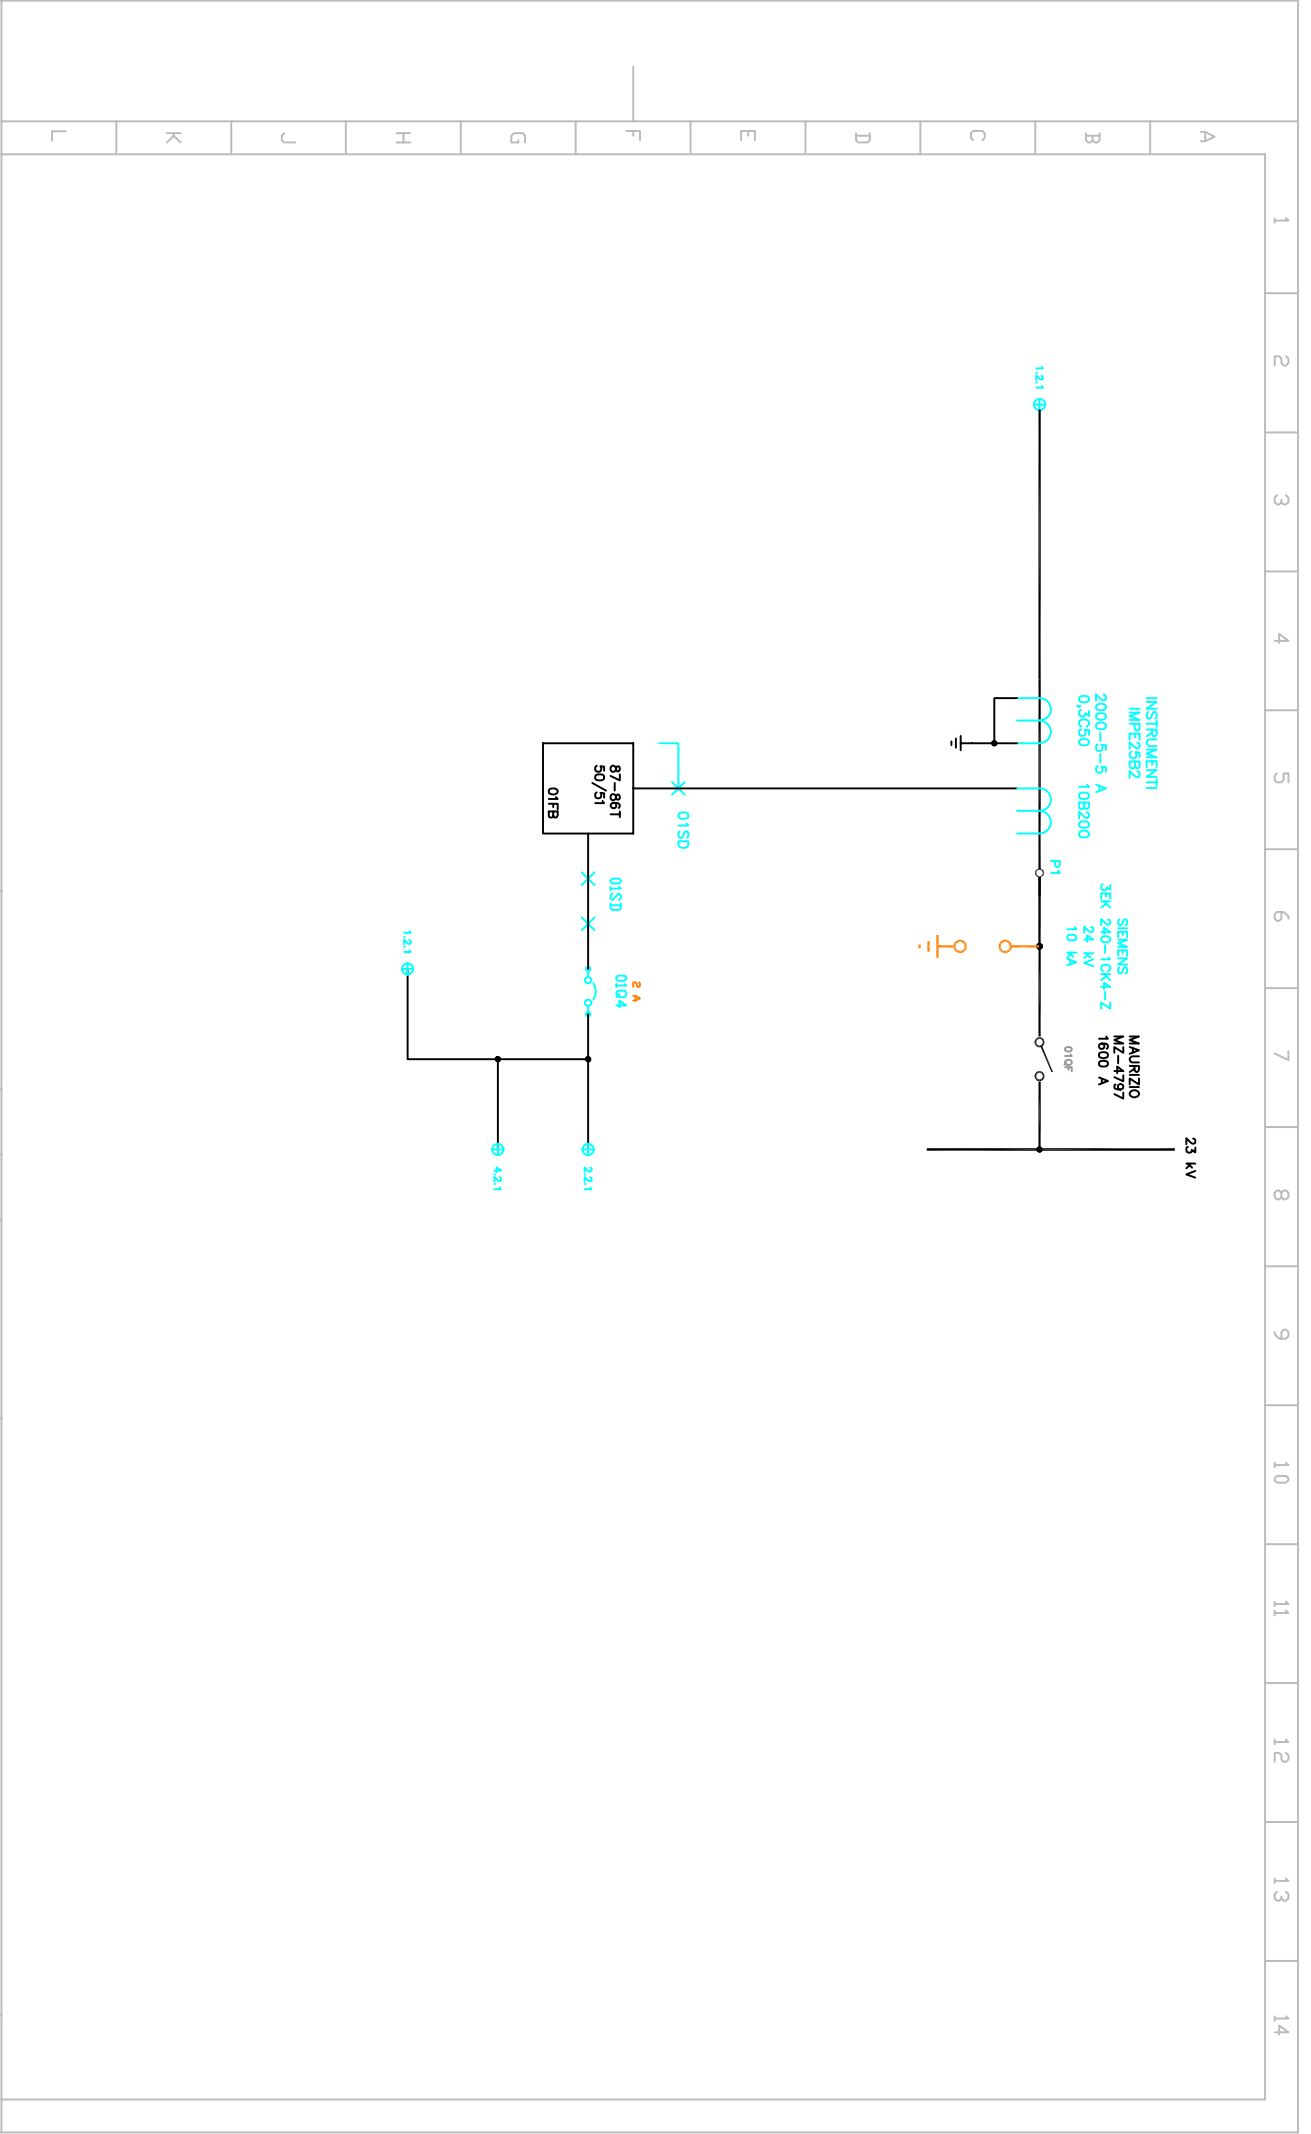 1
2
3
4
5
6
7
8
9
10
11
12
13
14
A
B
C
D
E
F
G
H
J
K
L
23 kV
INSTRUMENTI
IMPE25B2
2000-5-5 A
0,3C50
10B200
P1
SIEMENS
3EK 240-1CK4-Z
24 kV
10 kA
MAURIZIO
MZ-4797
1600 A
01QF
1.2.1
01SD
87-86T
50/51
01FB
01SD
2 A
01Q4
2.2.1
4.2.1
1.2.1